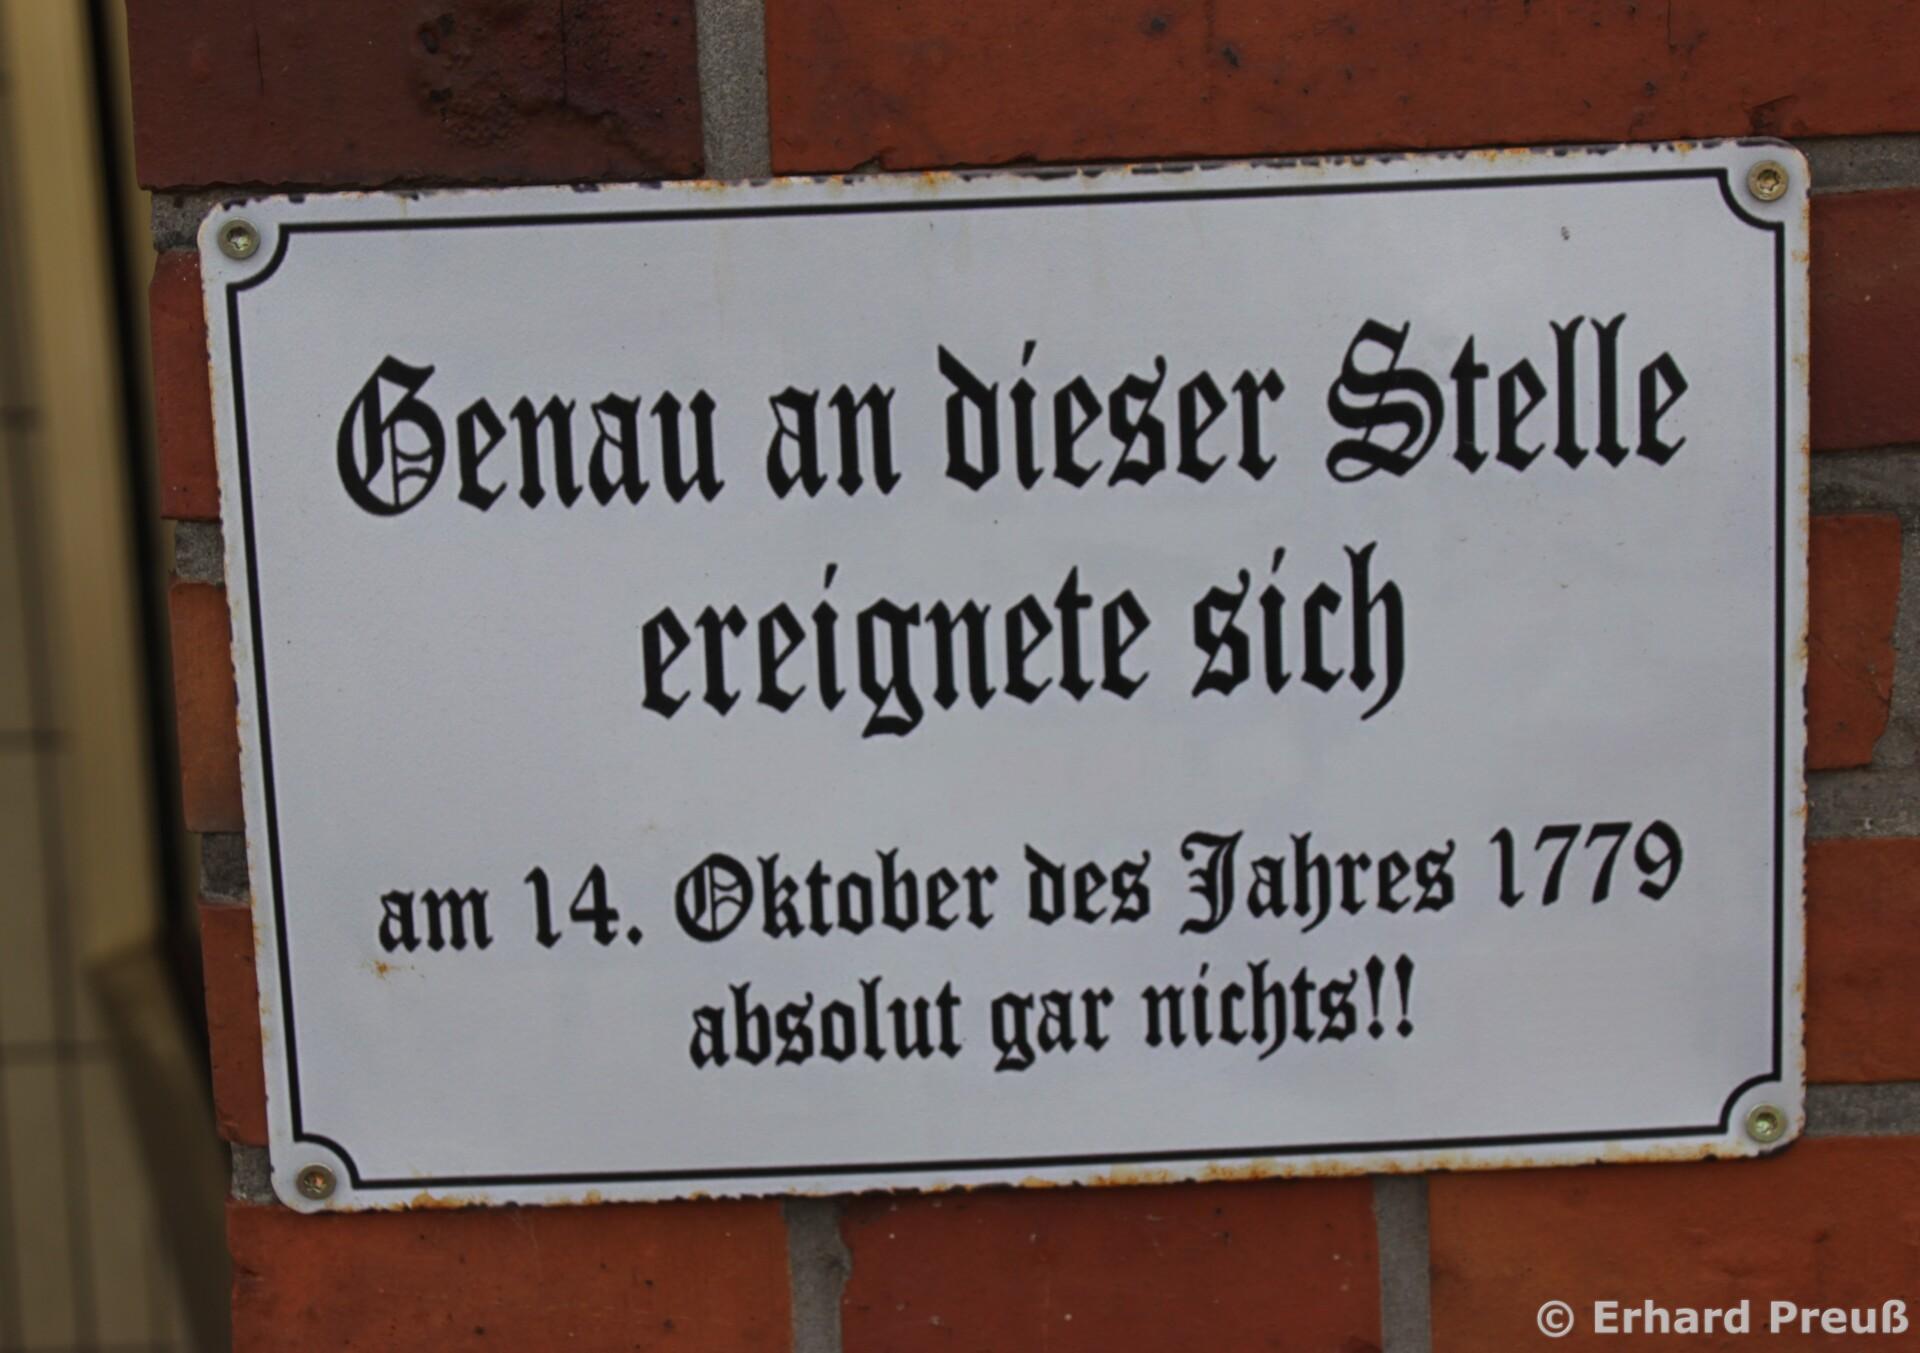 Genau an dieser Stelle
ereignete sich
am 14. Oktober des Jahres 1779
absolut gar nichts!!
© Erhard Preuß